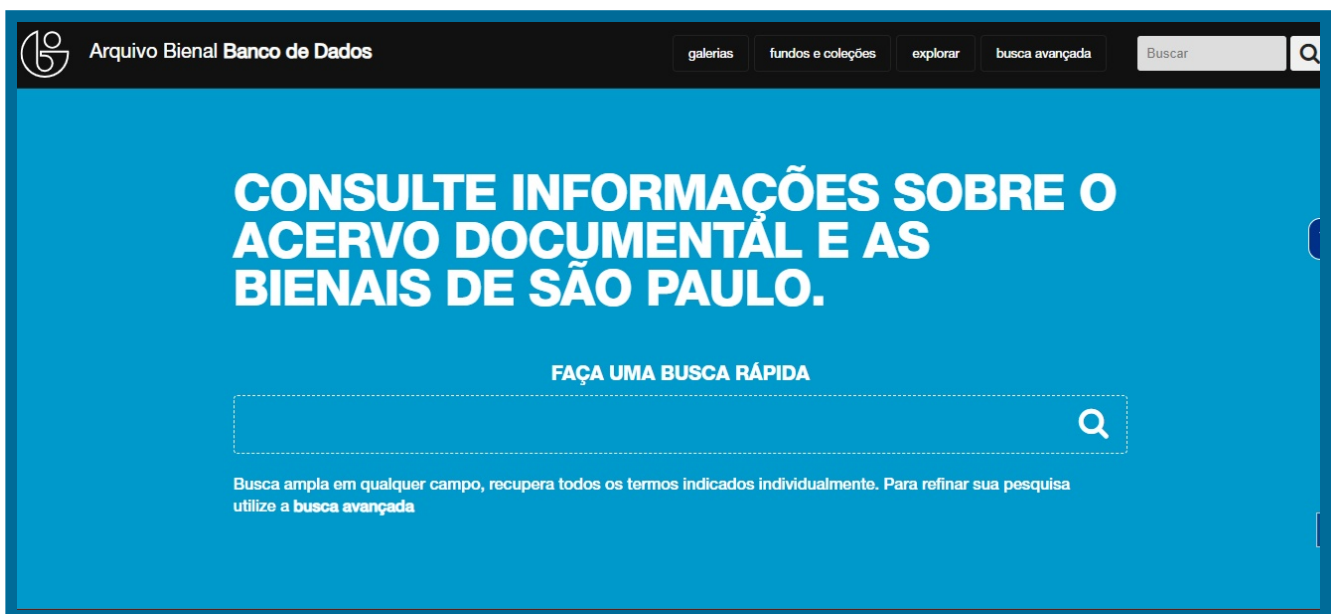 Arquivo Bienal Banco de Dados
galerias
fundos e coleções
explorar
busca avançada
Buscar
CONSULTE INFORMAÇÕES SOBRE O
ACERVO DOCUMENTAL E AS
BIENAIS DE SÃO PAULO.
FAÇA UMA BUSCA RÁPIDA
Busca ampla em qualquer campo, recupera todos os termos indicados individualmente. Para refinar sua pesquisa
utilize a busca avançada